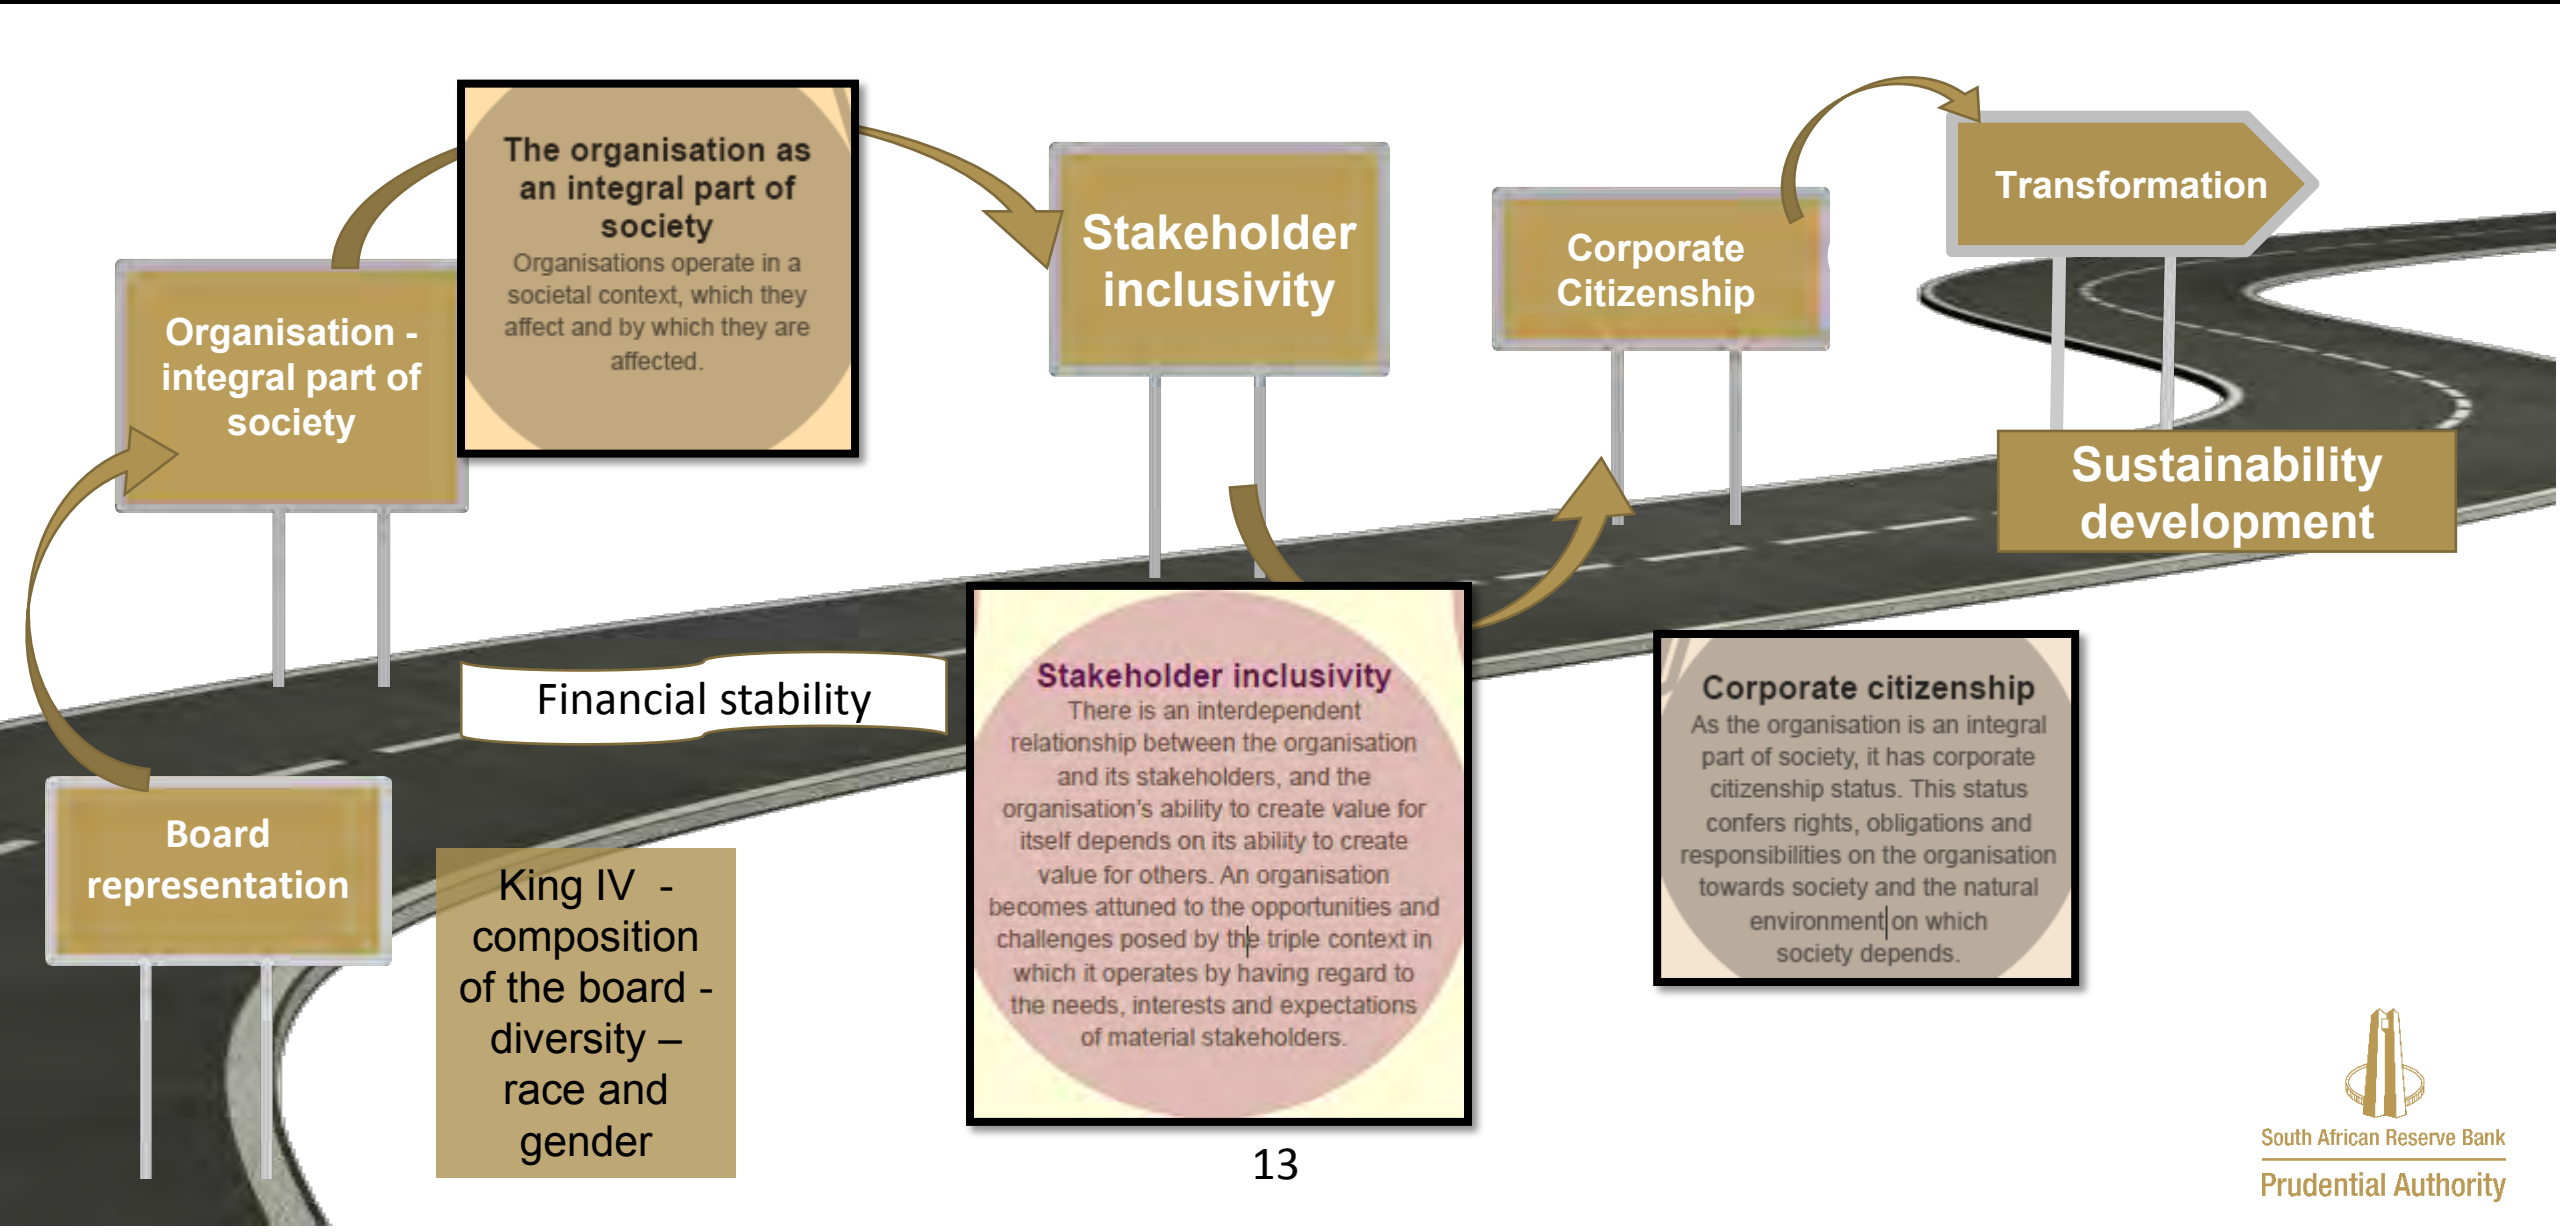 The organisation as
an integral part of
society
Organisations operate in a
societal context, which they
affect and by which they are
affected.
Organisation -
integral part of
society
Stakeholder
inclusivity
Corporate
Citizenship
Transformation
Sustainability
development
Financial stability
Board
representation
King IV -
composition
of the board -
diversity –
race and
gender
Stakeholder inclusivity
There is an interdependent
relationship between the organisation
and its stakeholders, and the
organisation's ability to create value for
itself depends on its ability to create
value for others. An organisation
becomes attuned to the opportunities and
challenges posed by the triple context in
which it operates by having regard to
the needs, interests and expectations
of material stakeholders.
Corporate citizenship
As the organisation is an integral
part of society, it has corporate
citizenship status. This status
confers rights, obligations and
responsibilities on the organisation
towards society and the natural
environment on which
society depends.
13
South African Reserve Bank
Prudential Authority